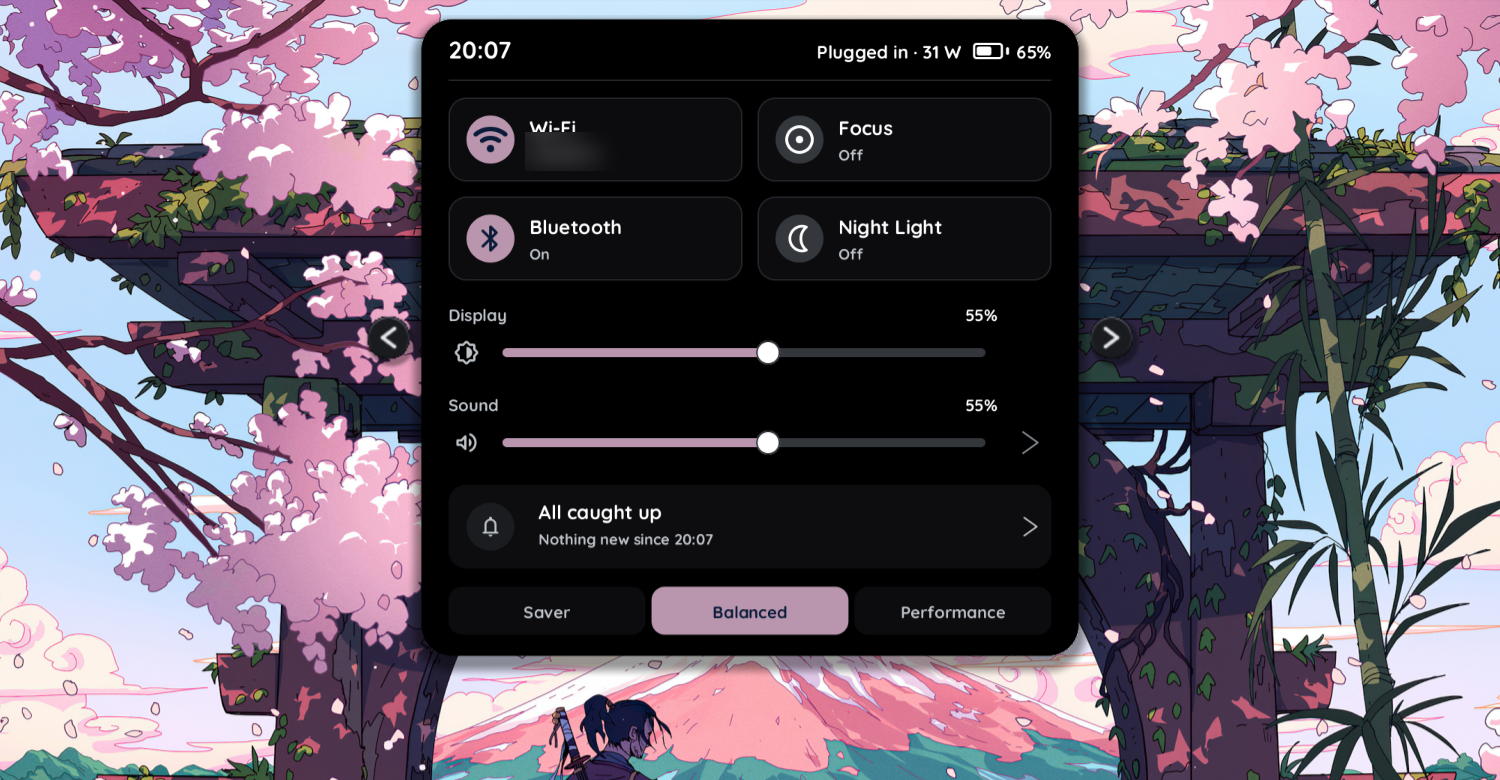 20:07
Plugged in · 31 W 65%
Wi-Fi
Focus
Off
Bluetooth
On
Night Light
Off
Display 55%
Sound 55%
All caught up
Nothing new since 20:07
Saver Balanced Performance